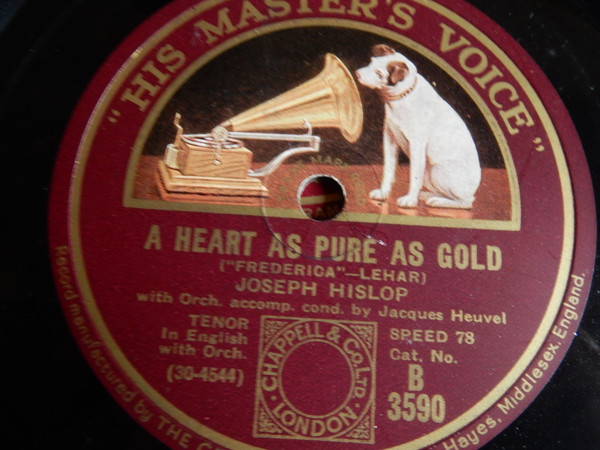 "HIS MASTER'S VOICE"
A HEART AS PURE AS GOLD
("FREDERICA"—LEHAR)
JOSEPH HISLOP
with Orch. accomp. cond. by Jacques Heuvel
TENOR
In English
with Orch.
(30-4544)
CHAPPELL & CO. LTD.
LONDON
SPEED 78
Cat. No.
B
3590
Record manufactured by THE
Hayes, Middlesex, England.